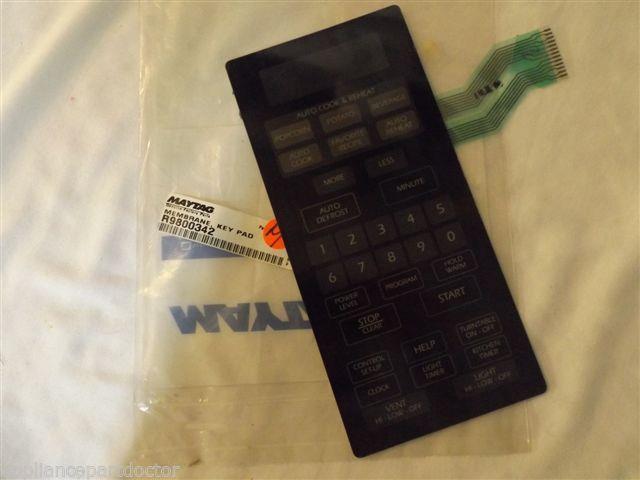 AUTO COOK & REHEAT
POPCORN POTATO BEVERAGE
AUTO COOK FAVORITE RECIPE AUTO REHEAT
MORE LESS
AUTO DEFROST MINUTE
1 2 3 4 5
6 7 8 9 0
POWER LEVEL PROGRAM HOLD WARM
STOP CLEAR START
CONTROL SET-UP HELP TURNTABLE ON - OFF
CLOCK LIGHT TIMER KITCHEN TIMER
VENT HI - LOW - OFF LIGHT HI - LOW - OFF
MAYTAG
MEMBRANE, KEY PAD
R9800342
MAYTAG
appliancepartdoctor